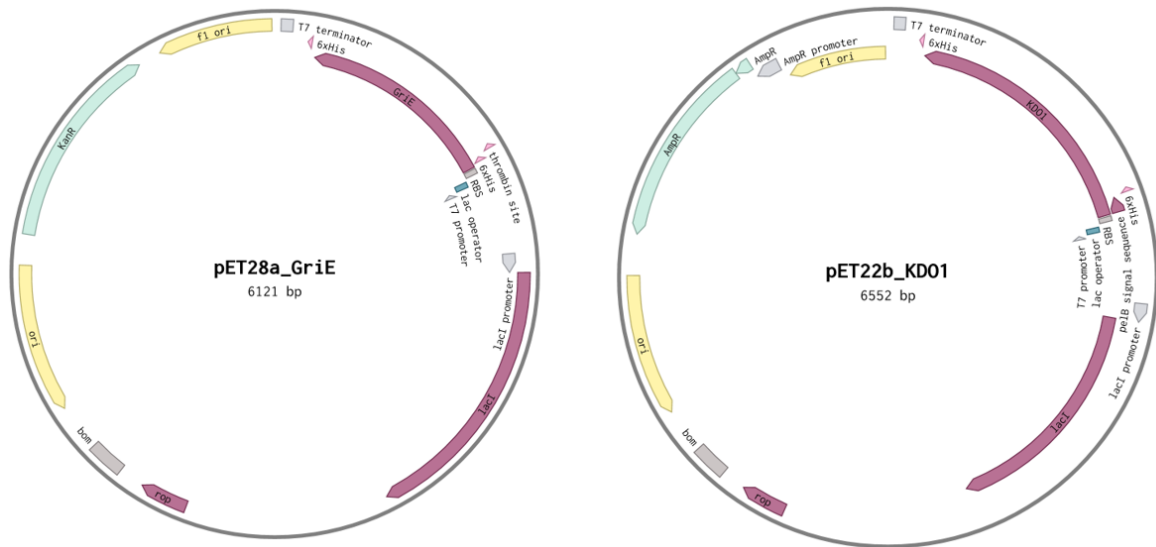 f1 ori
T7 terminator
6xHis
GriE
KanR
thrombin site
6xHis
RBS
lac operator
T7 promoter
pET28a_GriE
6121 bp
lacI promoter
lacI
ori
bom
rop
T7 terminator
6xHis
AmpR promoter
AmpR
f1 ori
KDO1
AmpR
6xHis
pelB signal sequence
RBS
lac operator
T7 promoter
pET22b_KDO1
6552 bp
lacI promoter
lacI
ori
bom
rop